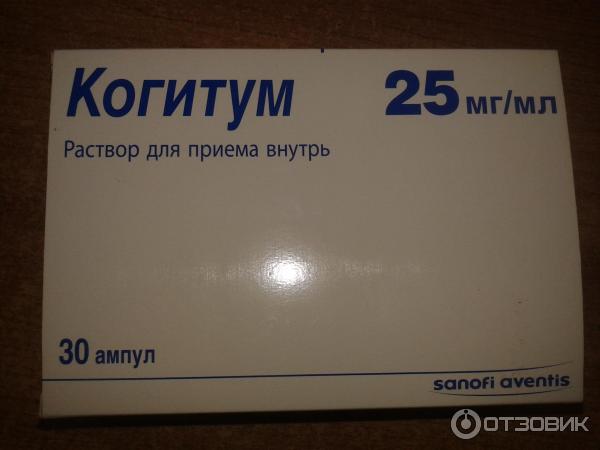 Когитум 25 мг/мл
Раствор для приема внутрь
30 ампул
sanofi aventis
ОТЗОВИК